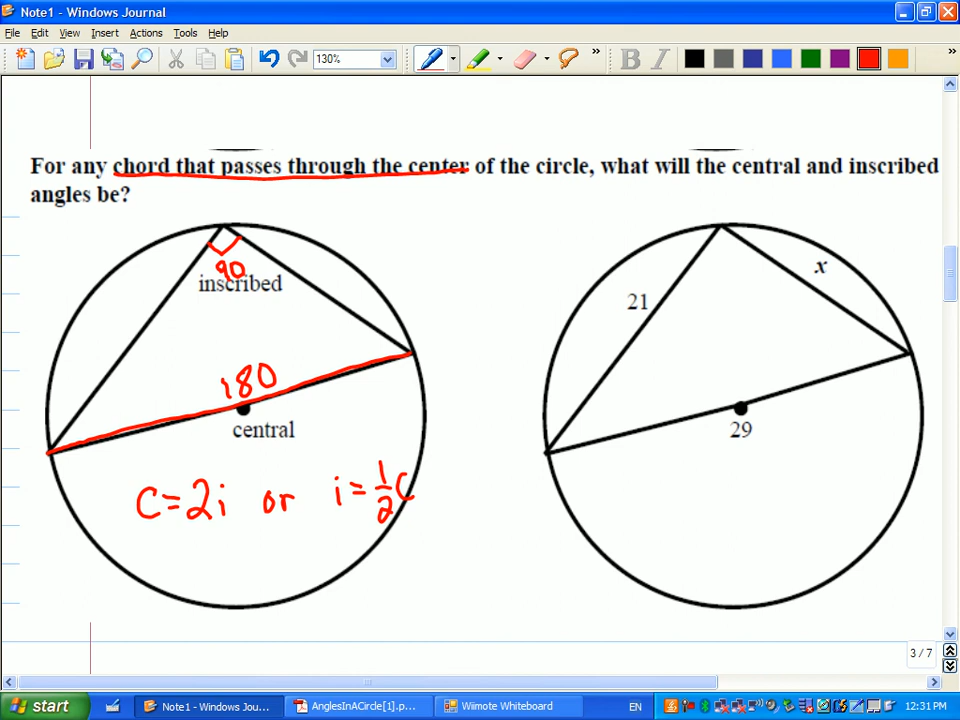 Note1 - Windows Journal
File Edit View Insert Actions Tools Help
130%
B I
For any chord that passes through the center of the circle, what will the central and inscribed
angles be?
90
inscribed
180
central
C=2i or i=1/2C
21
x
29
3 / 7
start
Note1 - Windows Jou...
AnglesInACircle[1].p...
Wiimote Whiteboard
EN
12:31 PM